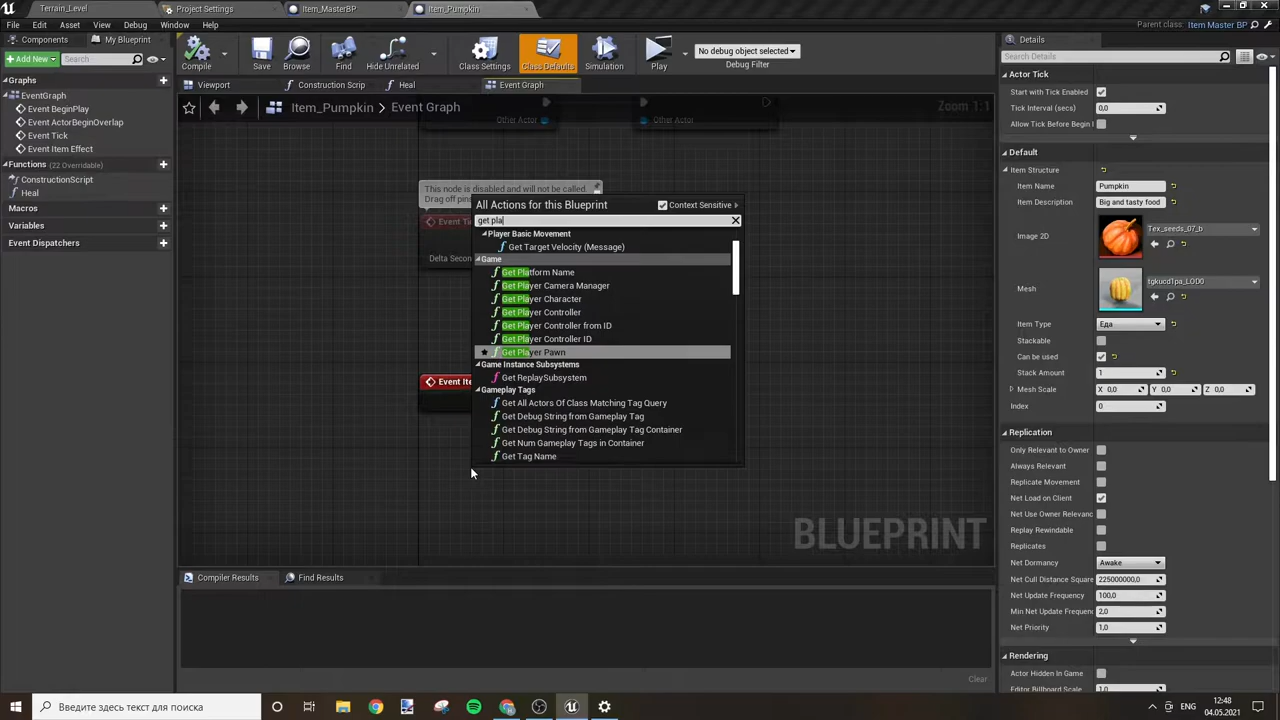 Terrain_Level
Project Settings
Item_MasterBP
Item_Pumpkin
File Edit Asset View Debug Window Help
Parent class: Item Master BP
Components
My Blueprint
Add New
Search
Compile
Save
Browse
Find
Hide Unrelated
Class Settings
Class Defaults
Simulation
Play
No debug object selected
Debug Filter
Details
Search Details
Graphs
EventGraph
Event BeginPlay
Event ActorBeginOverlap
Event Tick
Event Item Effect
Functions (22 Overridable)
ConstructionScript
Heal
Macros
Variables
Event Dispatchers
Viewport
Construction Scrip
Heal
Event Graph
Item_Pumpkin
Event Graph
Zoom 1:1
Other Actor
Other Actor
This node is disabled and will not be called.
Drag off pins
Event Ti
Delta Secon
Event Ite
All Actions for this Blueprint
Context Sensitive
get pla
Player Basic Movement
Get Target Velocity (Message)
Game
Get Platform Name
Get Player Camera Manager
Get Player Character
Get Player Controller
Get Player Controller from ID
Get Player Controller ID
Get Player Pawn
Game Instance Subsystems
Get ReplaySubsystem
Gameplay Tags
Get All Actors Of Class Matching Tag Query
Get Debug String from Gameplay Tag
Get Debug String from Gameplay Tag Container
Get Num Gameplay Tags in Container
Get Tag Name
BLUEPRINT
Compiler Results
Find Results
Clear
Actor Tick
Start with Tick Enabled
Tick Interval (secs) 0,0
Allow Tick Before Begin
Default
Item Structure
Item Name Pumpkin
Item Description Big and tasty food
Image 2D Tex_seeds_07_b
Mesh tgkucd1pa_LOD0
Item Type Еда
Stackable
Can be used
Stack Amount 1
Mesh Scale X 0,0 Y 0,0 Z 0,0
Index 0
Replication
Only Relevant to Owner
Always Relevant
Replicate Movement
Net Load on Client
Net Use Owner Relevanc
Replay Rewindable
Replicates
Net Dormancy Awake
Net Cull Distance Square 225000000,0
Net Update Frequency 100,0
Min Net Update Frequen 2,0
Net Priority 1,0
Rendering
Actor Hidden In Game
Editor Billboard Scale 1,0
Введите здесь текст для поиска
ENG
12:48
04.05.2021